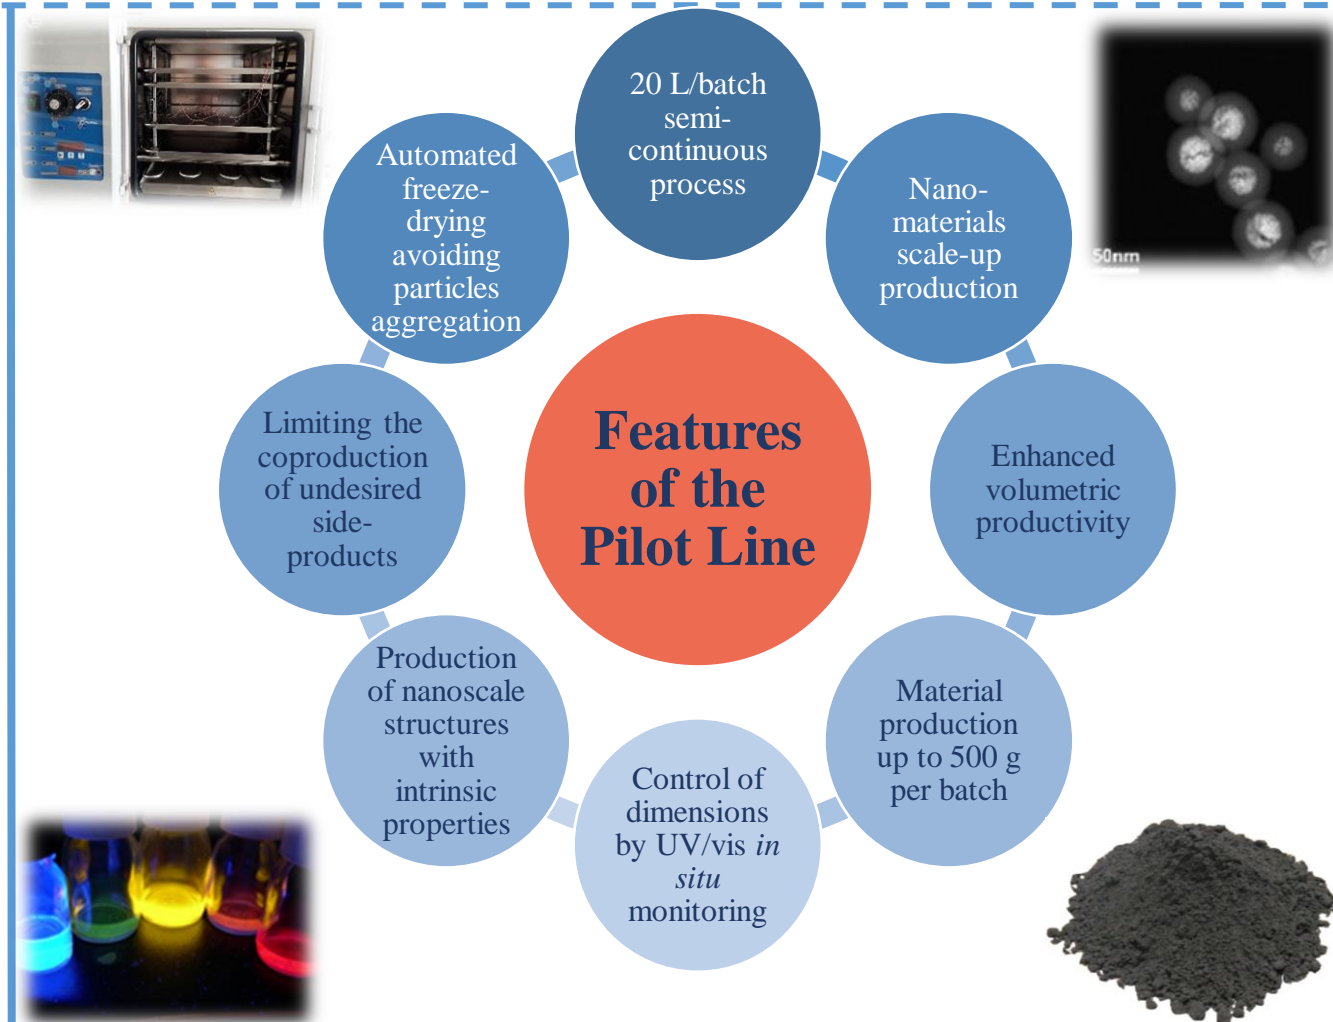 20 L/batch
semi-
continuous
process
Nano-
materials
scale-up
production
Enhanced
volumetric
productivity
Material
production
up to 500 g
per batch
Control of
dimensions
by UV/vis in
situ
monitoring
Production
of nanoscale
structures
with
intrinsic
properties
Limiting the
coproduction
of undesired
side-
products
Automated
freeze-
drying
avoiding
particles
aggregation
Features
of the
Pilot Line
50nm